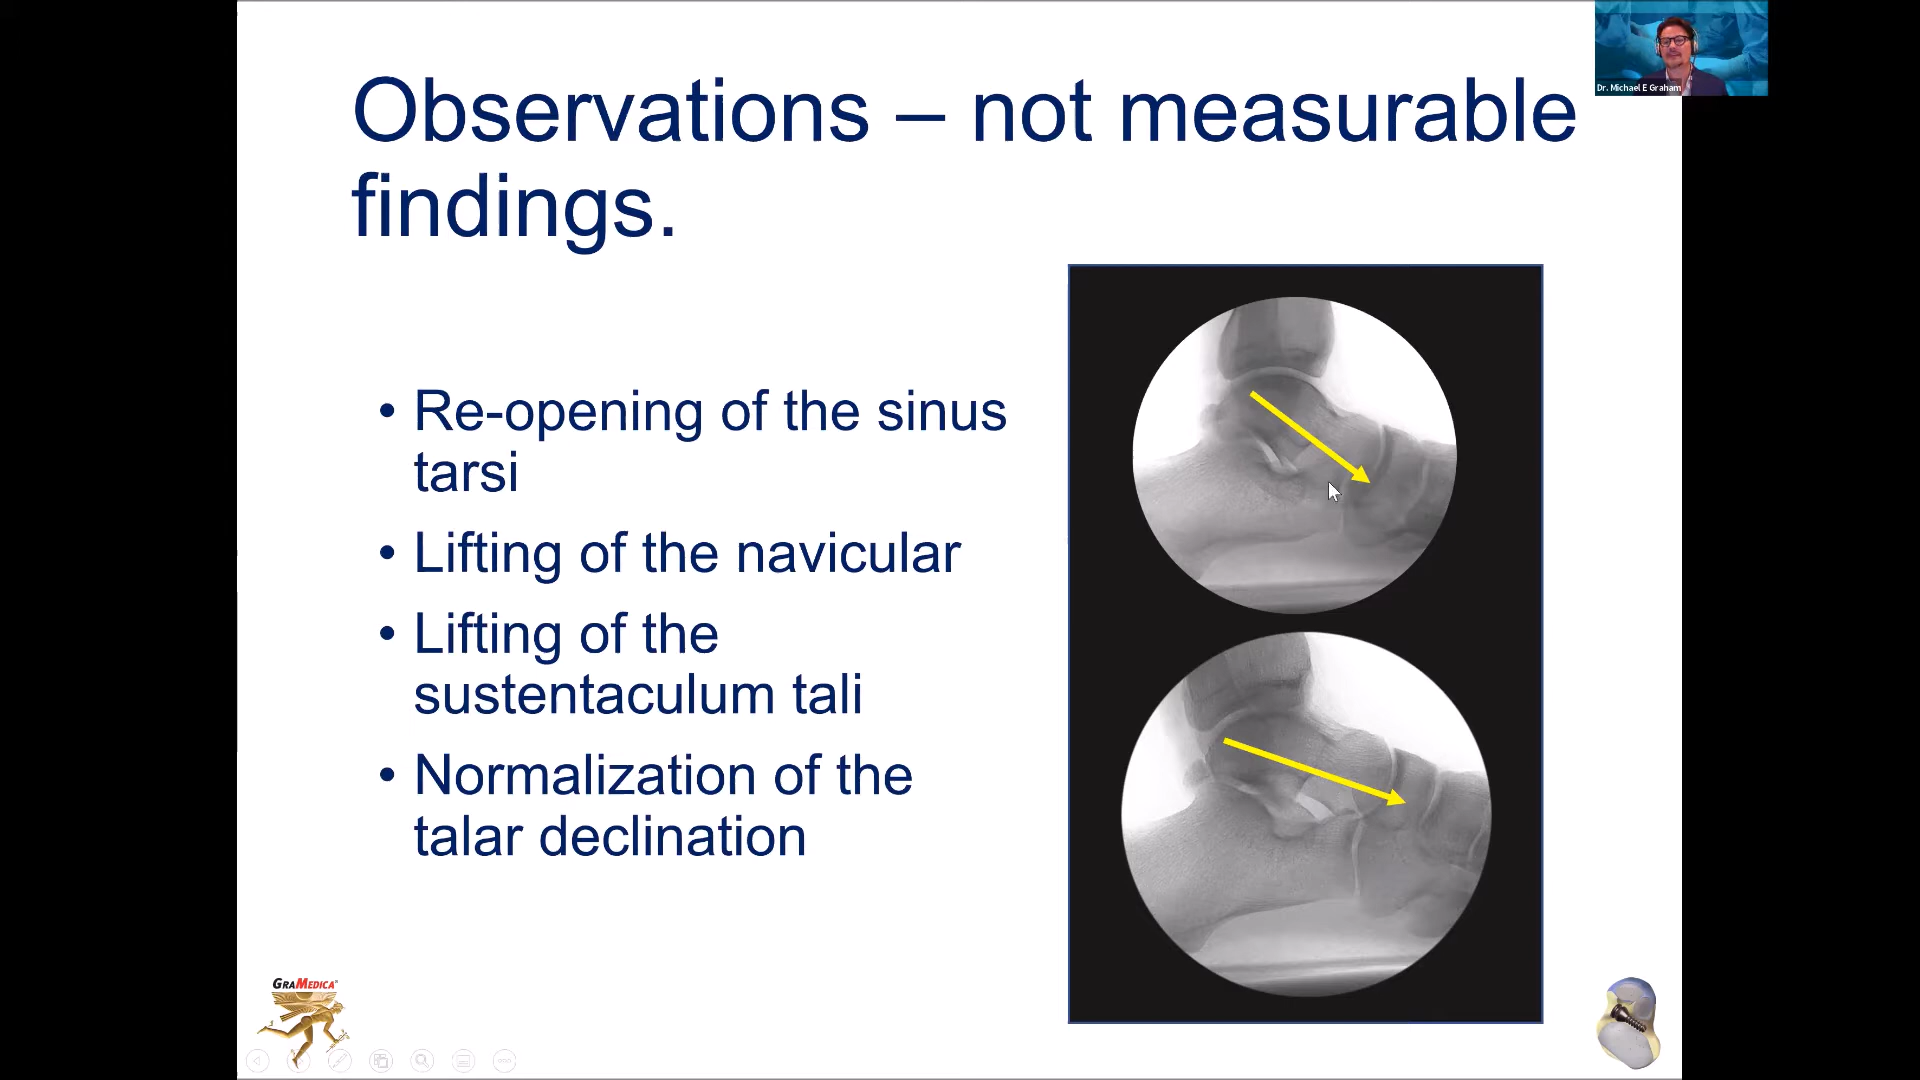 Observations – not measurable
findings.
Dr. Michael E Graham
• Re-opening of the sinus
tarsi
• Lifting of the navicular
• Lifting of the
sustentaculum tali
• Normalization of the
talar declination
GRAMEDICA®